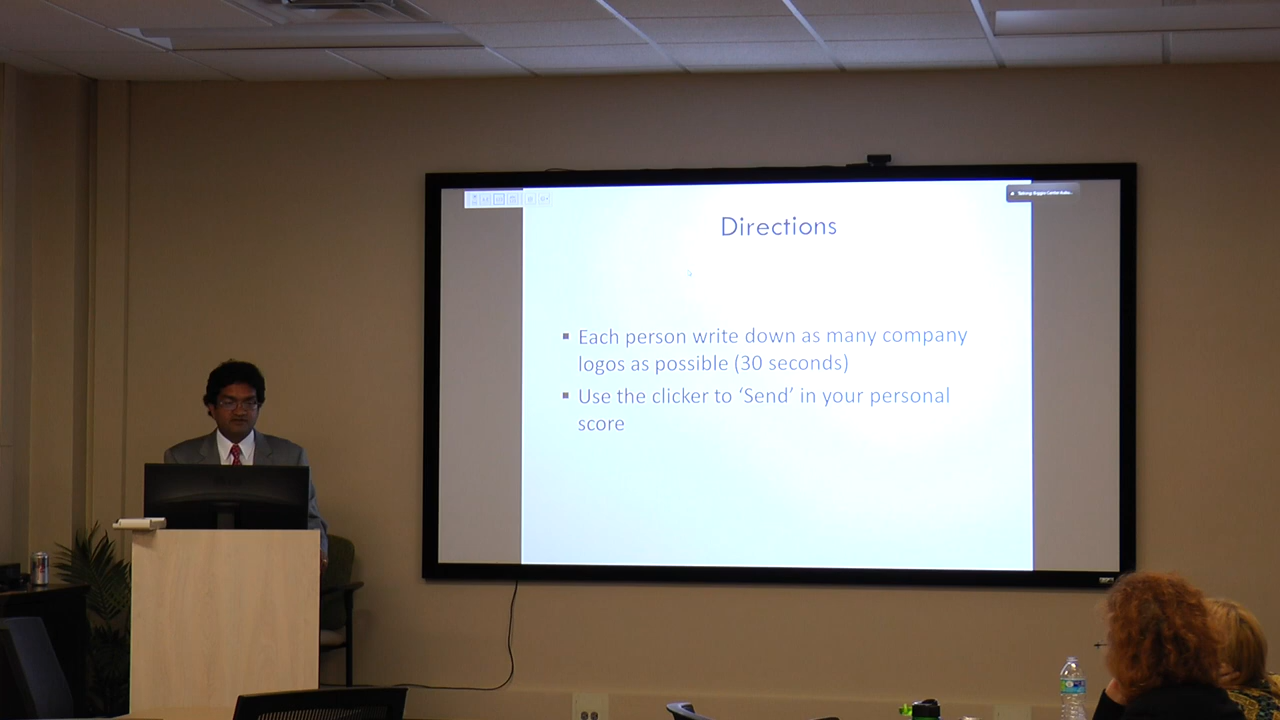 Directions
▪ Each person write down as many company
logos as possible (30 seconds)
▪ Use the clicker to ‘Send’ in your personal
score